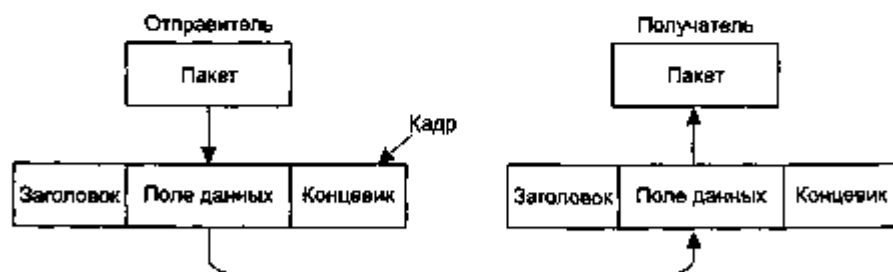 Отправитель
Получатель
Пакет
Пакет
Кадр
Заголовок Поле данных Концевик
Заголовок Поле данных Концевик